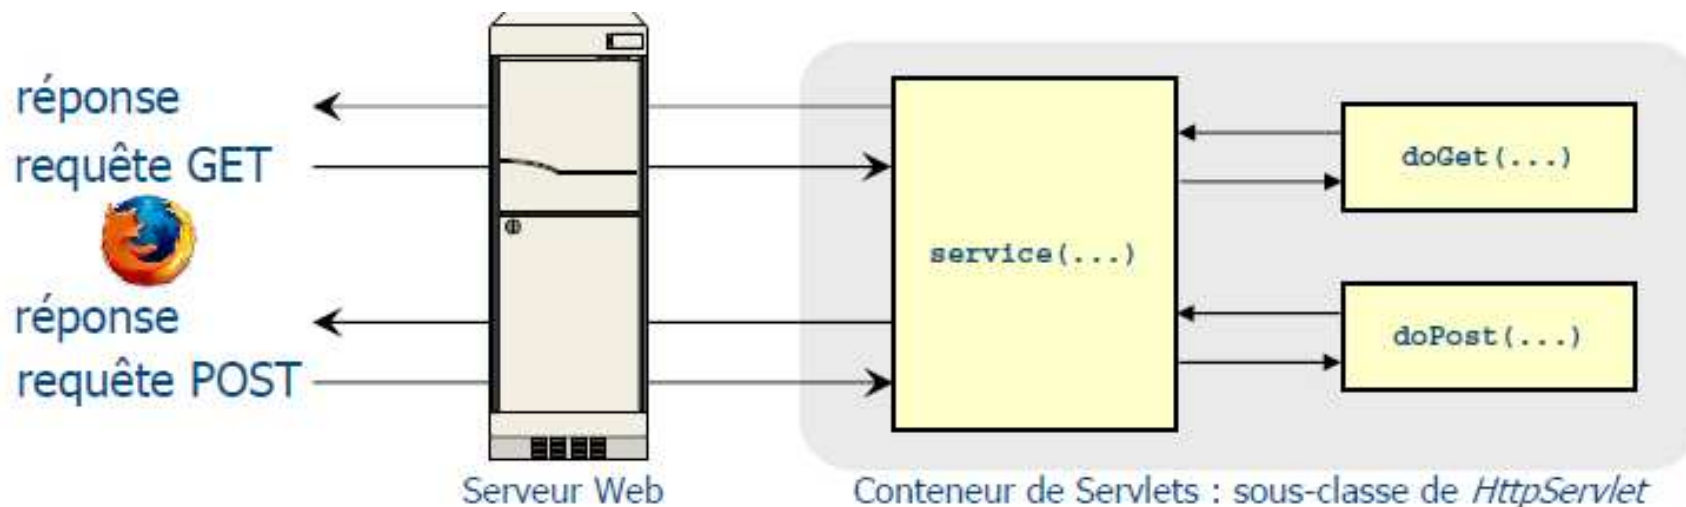 réponse
requête GET
réponse
requête POST
service(...)
doGet(...)
doPost(...)
Serveur Web
Conteneur de Servlets : sous-classe de HttpServlet